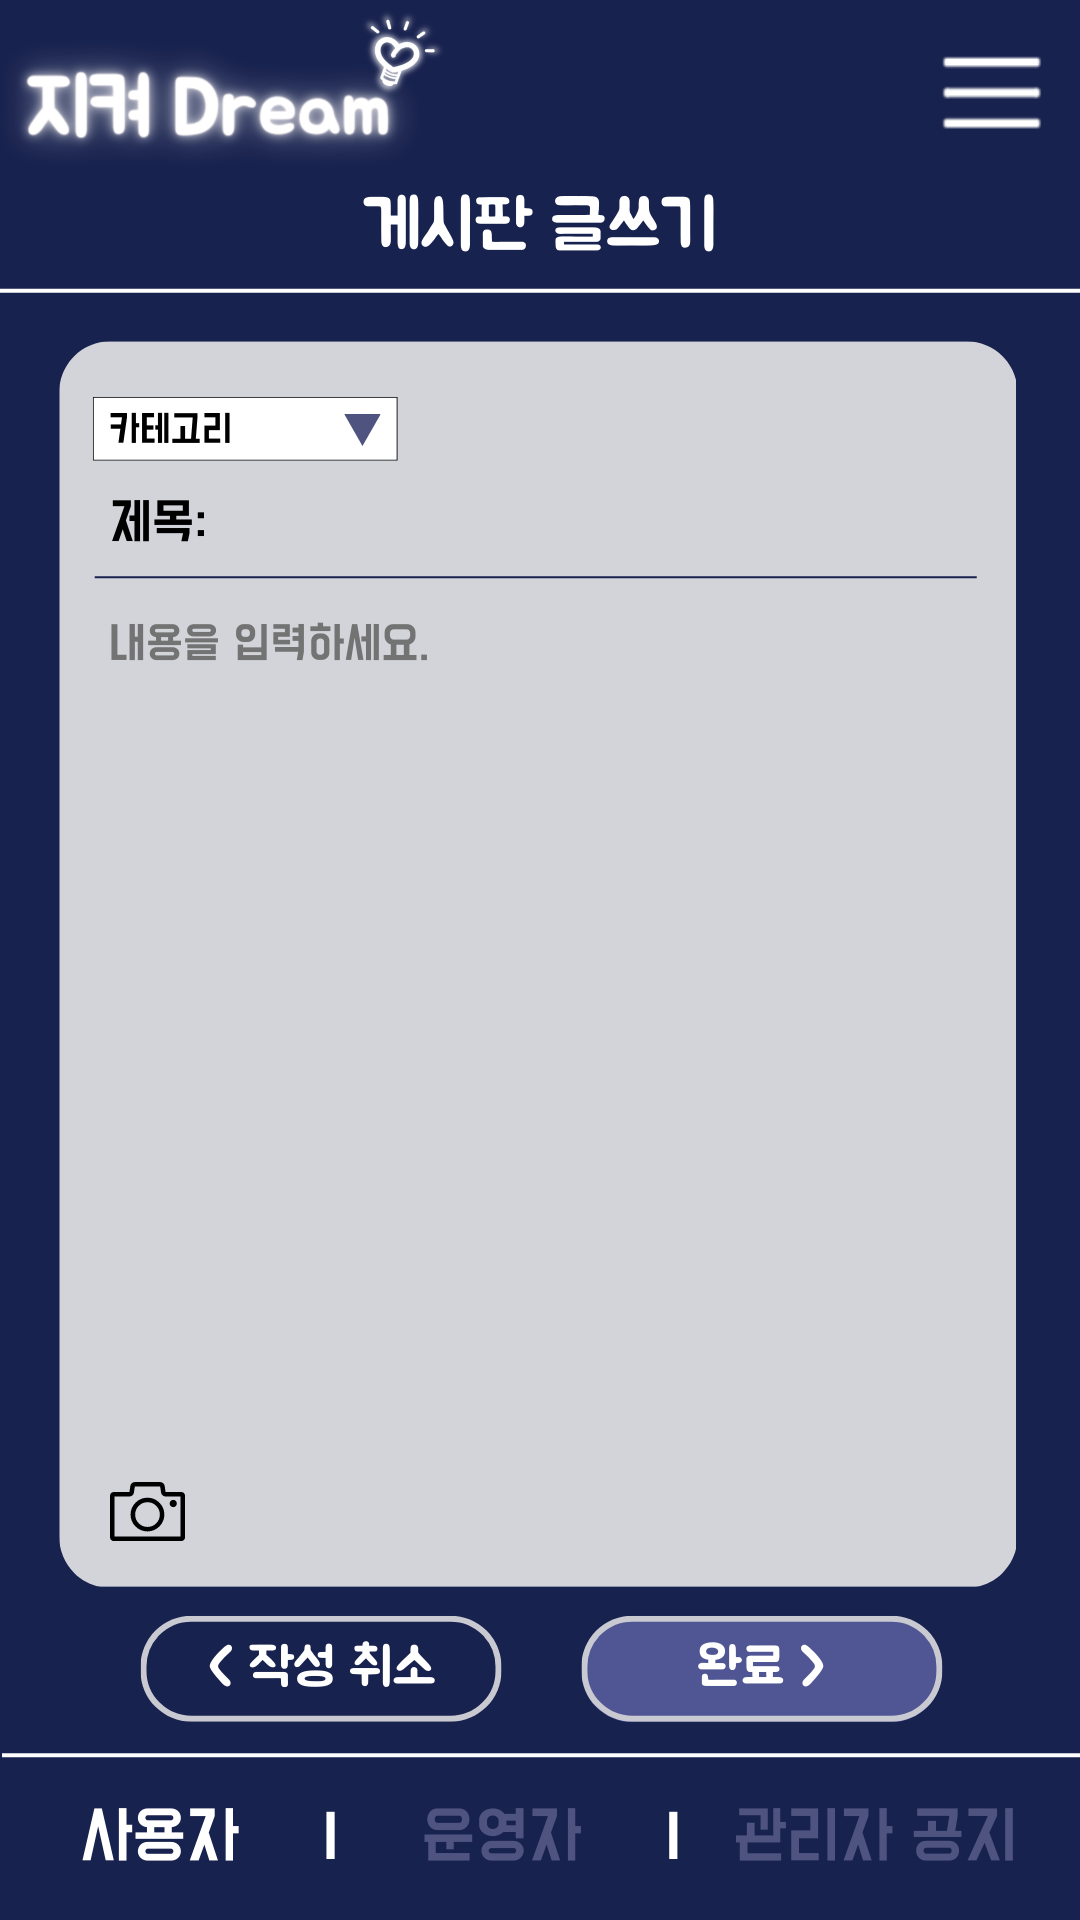 지켜 Dream
게시판 글쓰기
카테고리
제목:
내용을 입력하세요.
작성 취소
완료
사용자 | 운영자 | 관리자 공지